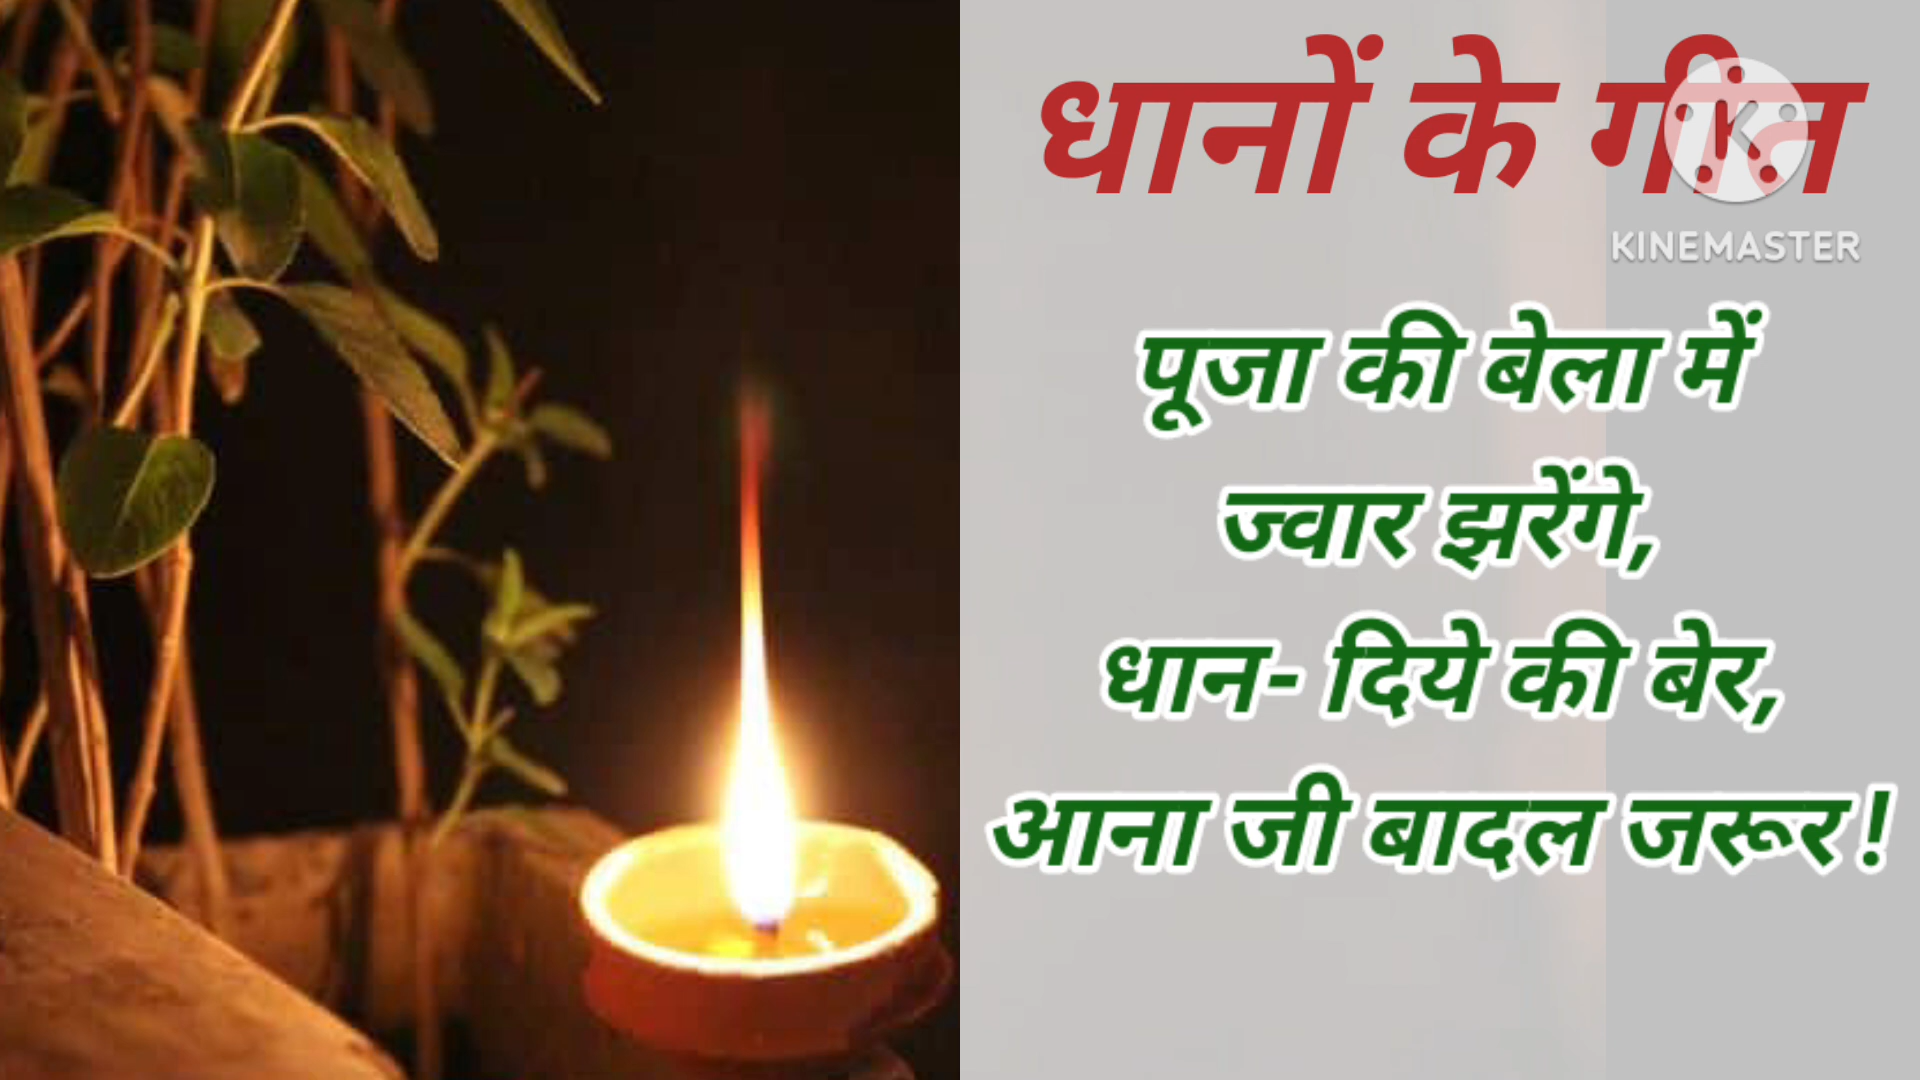 धानों के गीत
K
KINEMASTER
पूजा की बेला में
ज्वार झरेंगे,
धान- दिये की बेर,
आना जी बादल जरूर!